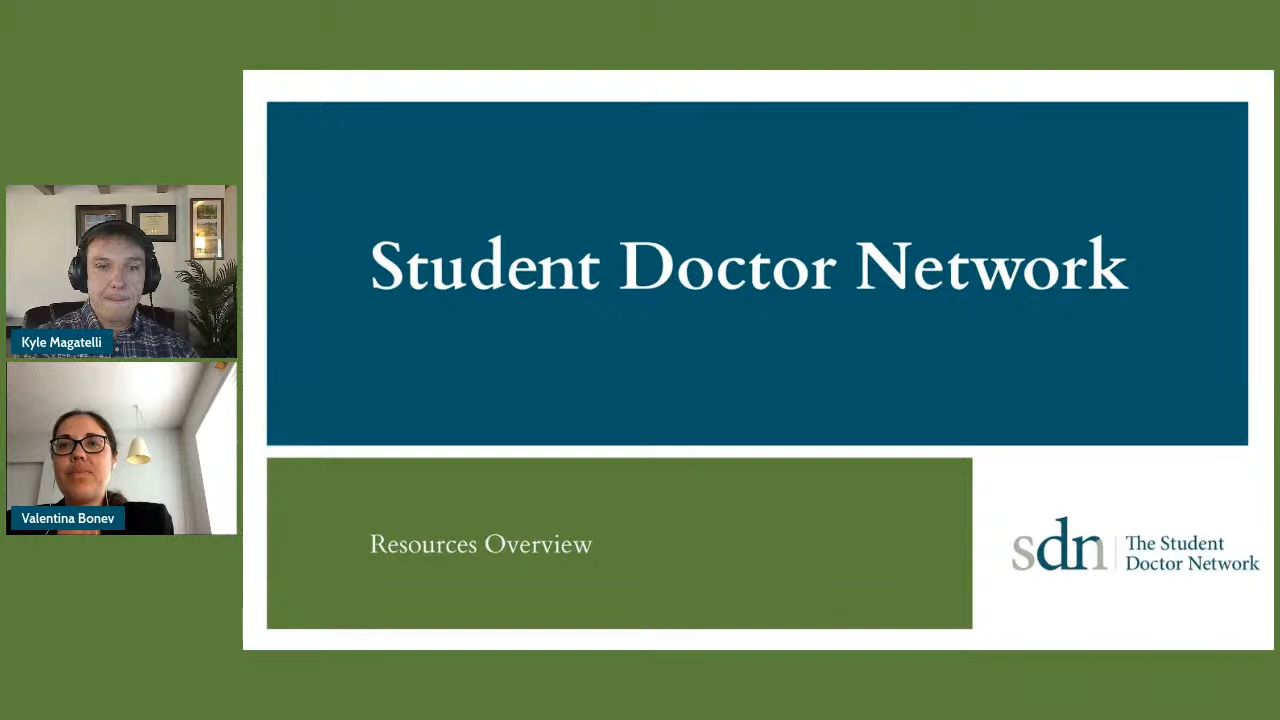 Student Doctor Network
Kyle Magatelli
Valentina Bonev
Resources Overview
sdn
The Student
Doctor Network